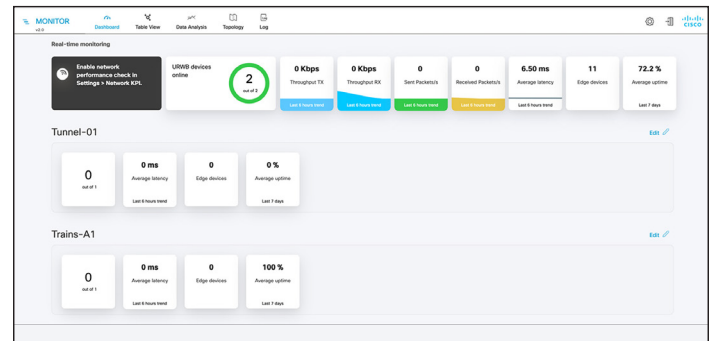 MONITOR
v2.0
Dashboard
Table View
Data Analysis
Topology
Log
cisco
Real-time monitoring
Enable network
performance check in
Settings > Network KPI.
URWB devices
online
2
out of 2
0 Kbps
Throughput TX
Last 6 hours trend
0 Kbps
Throughput RX
Last 6 hours trend
0
Sent Packets/s
Last 6 hours trend
0
Received Packets/s
Last 6 hours trend
6.50 ms
Average latency
Last 6 hours trend
11
Edge devices
72.2 %
Average uptime
Last 7 days
Tunnel-01
Edit
0
out of 1
0 ms
Average latency
Last 6 hours trend
0
Edge devices
0 %
Average uptime
Last 7 days
Trains-A1
Edit
0
out of 1
0 ms
Average latency
Last 6 hours trend
0
Edge devices
100 %
Average uptime
Last 7 days